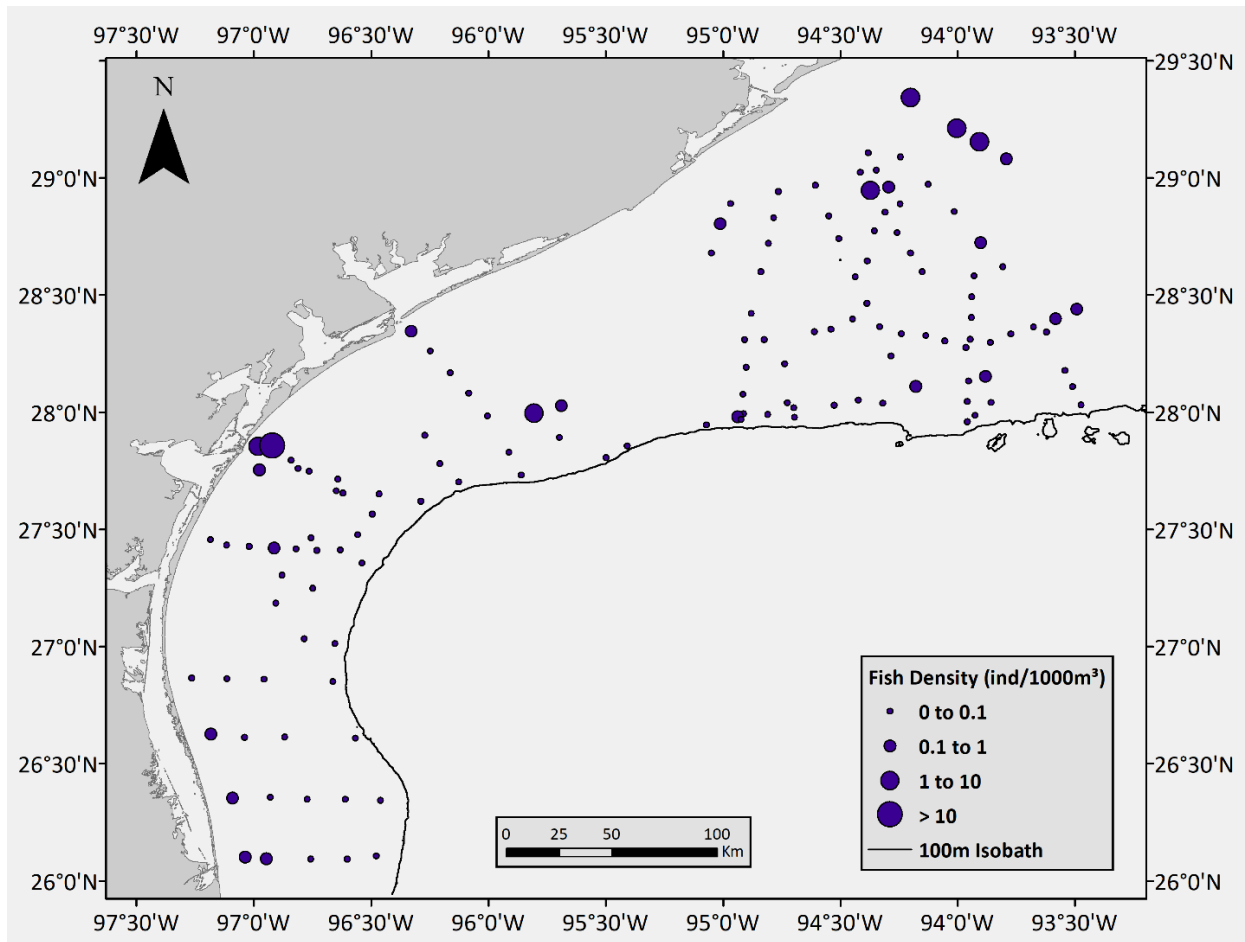 97°30'W 97°0'W 96°30'W 96°0'W 95°30'W 95°0'W 94°30'W 94°0'W 93°30'W
29°30'N
N
29°0'N 29°0'N
28°30'N 28°30'N
28°0'N 28°0'N
27°30'N 27°30'N
27°0'N 27°0'N
Fish Density (ind/1000m³)
0 to 0.1
0.1 to 1
26°30'N 26°30'N
1 to 10
> 10
0 25 50 100
Km
100m Isobath
26°0'N 26°0'N
97°30'W 97°0'W 96°30'W 96°0'W 95°30'W 95°0'W 94°30'W 94°0'W 93°30'W